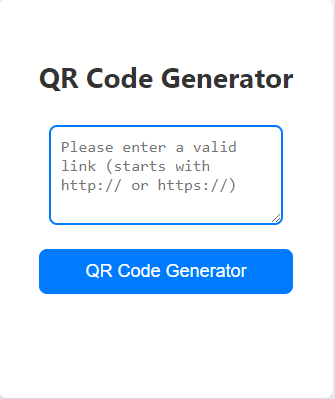 QR Code Generator
Please enter a valid
link (starts with
http:// or https://)
QR Code Generator